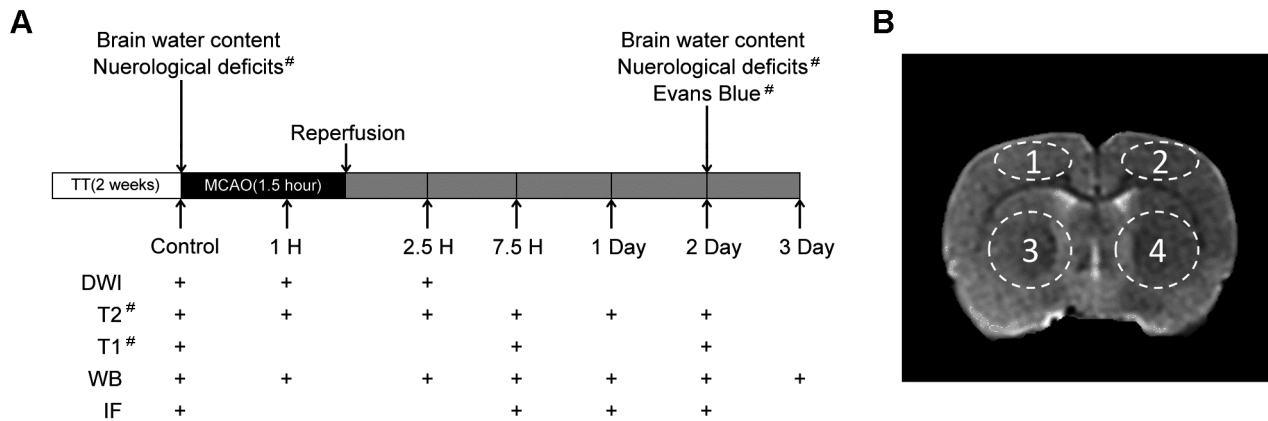 A
Brain water content
Nuerological deficits#
Reperfusion
Brain water content
Nuerological deficits#
Evans Blue#
TT(2 weeks) MCAO(1.5 hour)
Control 1 H 2.5 H 7.5 H 1 Day 2 Day 3 Day
DWI + + +
T2# + + + + + +
T1# + + +
WB + + + + + + +
IF + + + +
B
1 2
3 4